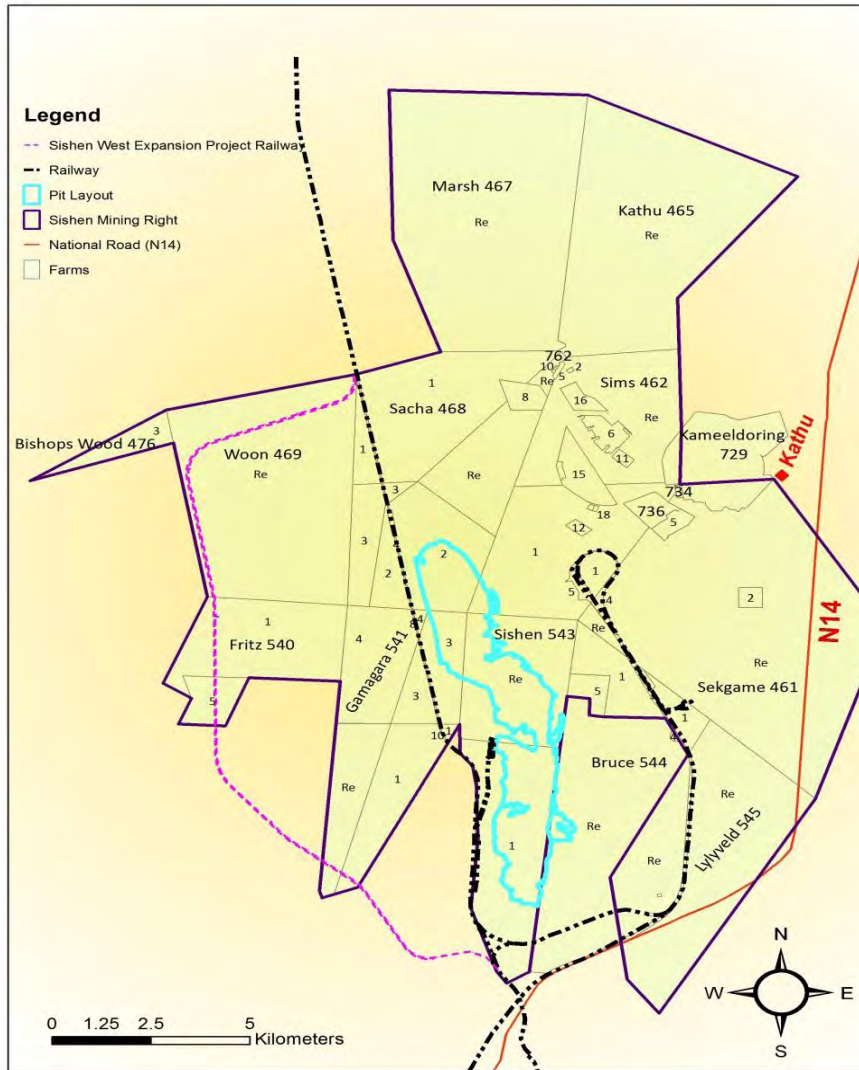 Legend
Sishen West Expansion Project Railway
Railway
Pit Layout
Sishen Mining Right
National Road (N14)
Farms
Marsh 467
Re
Kathu 465
Re
762
10
2
Re
5
1
Sacha 468
8
16
Sims 462
Re
6
11
Kameeldoring
729
Kathu
3
Bishops Wood 476
Woon 469
Re
1
Re
15
3
734
18
736
5
12
3
4
2
2
1
1
5
4
2
N14
1
Fritz 540
5
4
Gamagara 541
8
4
3
3
Sishen 543
Re
Re
1
5
Re
Sekgame 461
1
4
10
1
Re
1
Bruce 544
Re
Re
Lylyveld 545
Re
1
N
W
E
S
0 1.25 2.5 5
Kilometers